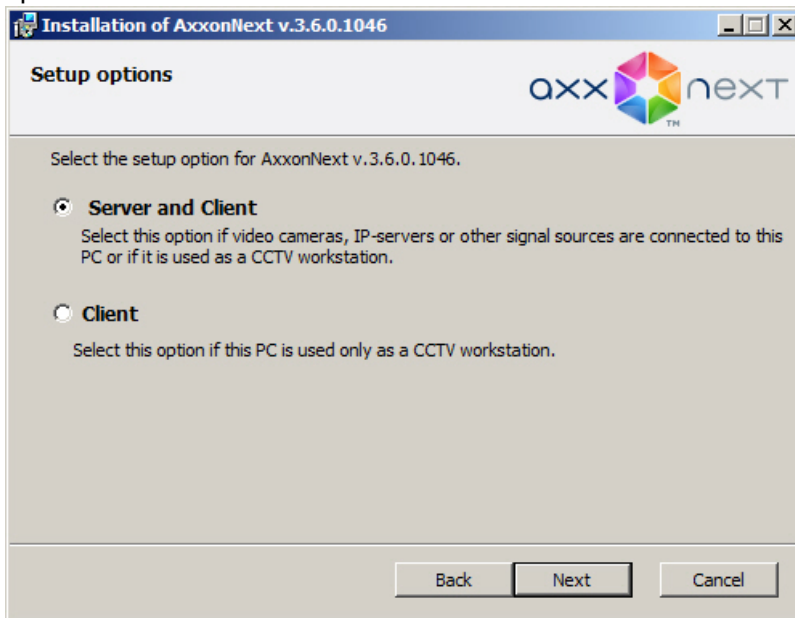 Installation of AxxonNext v.3.6.0.1046
Setup options
axx next
TM
Select the setup option for AxxonNext v.3.6.0.1046.
Server and Client
Select this option if video cameras, IP-servers or other signal sources are connected to this
PC or if it is used as a CCTV workstation.
Client
Select this option if this PC is used only as a CCTV workstation.
Back Next Cancel